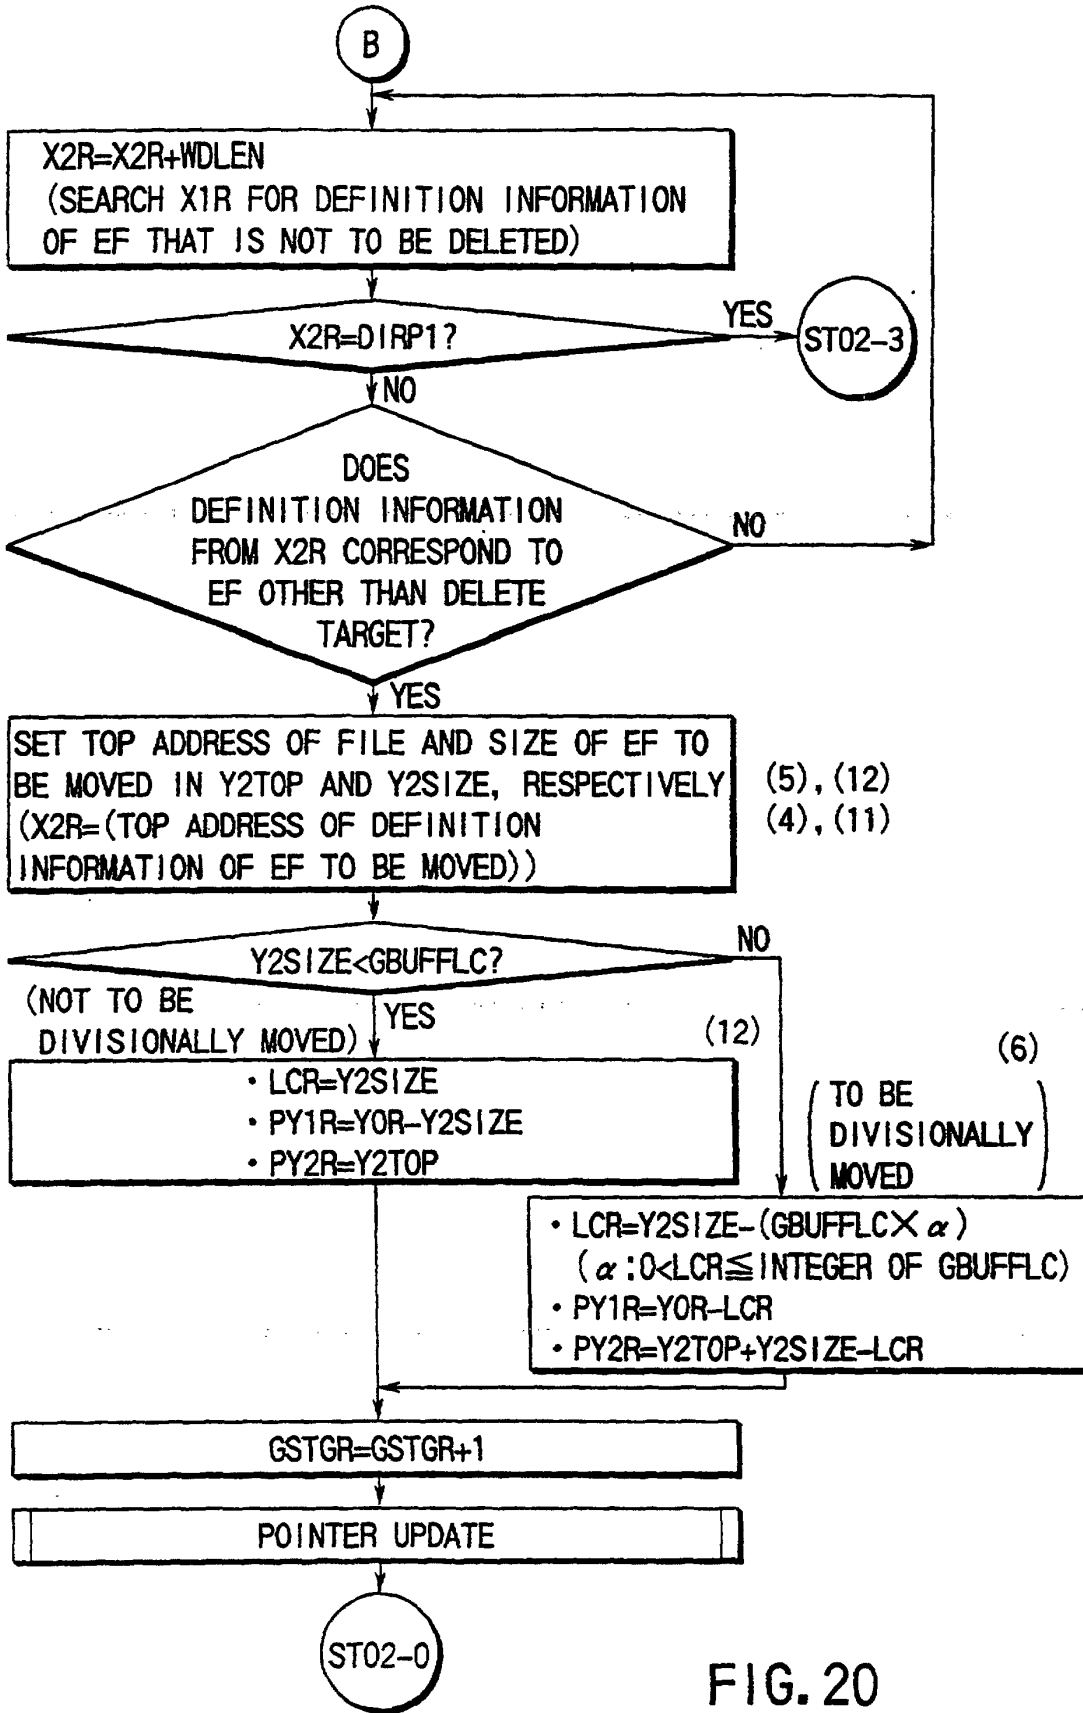 B
X2R=X2R+WDLEN
(SEARCH X1R FOR DEFINITION INFORMATION
OF EF THAT IS NOT TO BE DELETED)
X2R=DIRP1?
YES
ST02-3
NO
DOES
DEFINITION INFORMATION
FROM X2R CORRESPOND TO
EF OTHER THAN DELETE
TARGET?
NO
YES
SET TOP ADDRESS OF FILE AND SIZE OF EF TO
BE MOVED IN Y2TOP AND Y2SIZE, RESPECTIVELY
(X2R=(TOP ADDRESS OF DEFINITION
INFORMATION OF EF TO BE MOVED))
(5),(12)
(4),(11)
Y2SIZE<GBUFFLC?
NO
(NOT TO BE
DIVISIONALLY MOVED)
YES
(12)
(6)
・LCR=Y2SIZE
・PY1R=Y0R-Y2SIZE
・PY2R=Y2TOP
(TO BE
DIVISIONALLY
MOVED)
・LCR=Y2SIZE-(GBUFFLC×α)
(α:0<LCR≦INTEGER OF GBUFFLC)
・PY1R=Y0R-LCR
・PY2R=Y2TOP+Y2SIZE-LCR
GSTGR=GSTGR+1
POINTER UPDATE
ST02-0
FIG. 20